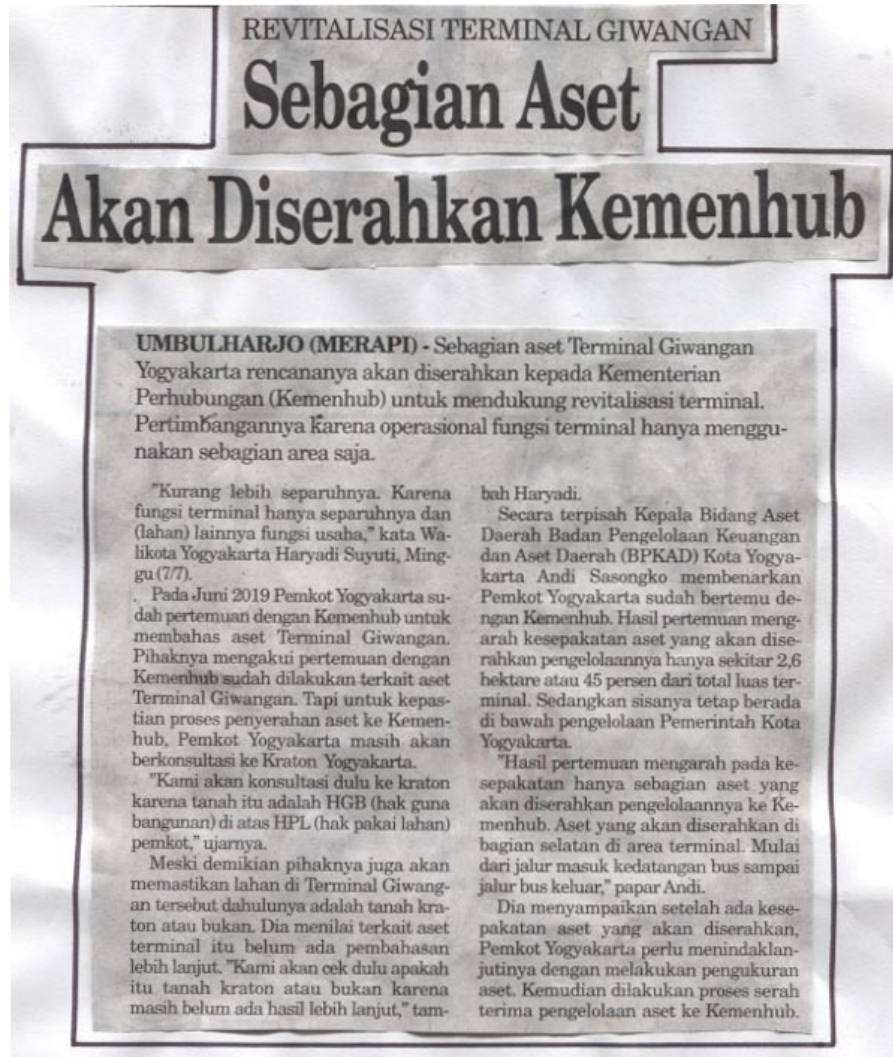 REVITALISASI TERMINAL GIWANGAN
Sebagian Aset
Akan Diserahkan Kemenhub
UMBULHARJO (MERAPI) - Sebagian aset Terminal Giwangan
Yogyakarta rencananya akan diserahkan kepada Kementerian
Perhubungan (Kemenhub) untuk mendukung revitalisasi terminal.
Pertimbangannya karena operasional fungsi terminal hanya menggu-
nakan sebagian area saja.
"Kurang lebih separuhnya. Karena
fungsi terminal hanya separuhnya dan
(lahan) lainnya fungsi usaha," kata Wa-
likota Yogyakarta Haryadi Suyuti, Ming-
gu (7/7).
Pada Juni 2019 Pemkot Yogyakarta su-
dah pertemuan dengan Kemenhub untuk
membahas aset Terminal Giwangan.
Pihaknya mengakui pertemuan dengan
Kemenhub sudah dilakukan terkait aset
Terminal Giwangan. Tapi untuk kepas-
tian proses penyerahan aset ke Kemen-
hub, Pemkot Yogyakarta masih akan
berkonsultasi ke Kraton Yogyakarta.
"Kami akan konsultasi dulu ke kraton
karena tanah itu adalah HGB (hak guna
bangunan) di atas HPL (hak pakai lahan)
pemkot," ujarnya.
Meski demikian pihaknya juga akan
memastikan lahan di Terminal Giwang-
an tersebut dahulunya adalah tanah kra-
ton atau bukan. Dia menilai terkait aset
terminal itu belum ada pembahasan
lebih lanjut. "Kami akan cek dulu apakah
itu tanah kraton atau bukan karena
masih belum ada hasil lebih lanjut," tam-
bah Haryadi.
Secara terpisah Kepala Bidang Aset
Daerah Badan Pengelolaan Keuangan
dan Aset Daerah (BPKAD) Kota Yogya-
karta Andi Sasongko membenarkan
Pemkot Yogyakarta sudah bertemu de-
ngan Kemenhub. Hasil pertemuan meng-
arah kesepakatan aset yang akan dise-
rahkan pengelolaannya hanya sekitar 2,6
hektare atau 45 persen dari total luas ter-
minal. Sedangkan sisanya tetap berada
di bawah pengelolaan Pemerintah Kota
Yogyakarta.
"Hasil pertemuan mengarah pada ke-
sepakatan hanya sebagian aset yang
akan diserahkan pengelolaannya ke Ke-
menhub. Aset yang akan diserahkan di
bagian selatan di area terminal. Mulai
dari jalur masuk kedatangan bus sampai
jalur bus keluar," papar Andi.
Dia menyampaikan setelah ada kese-
pakatan aset yang akan diserahkan,
Pemkot Yogyakarta perlu menindaklan-
jutinya dengan melakukan pengukuran
aset. Kemudian dilakukan proses serah
terima pengelolaan aset ke Kemenhub.